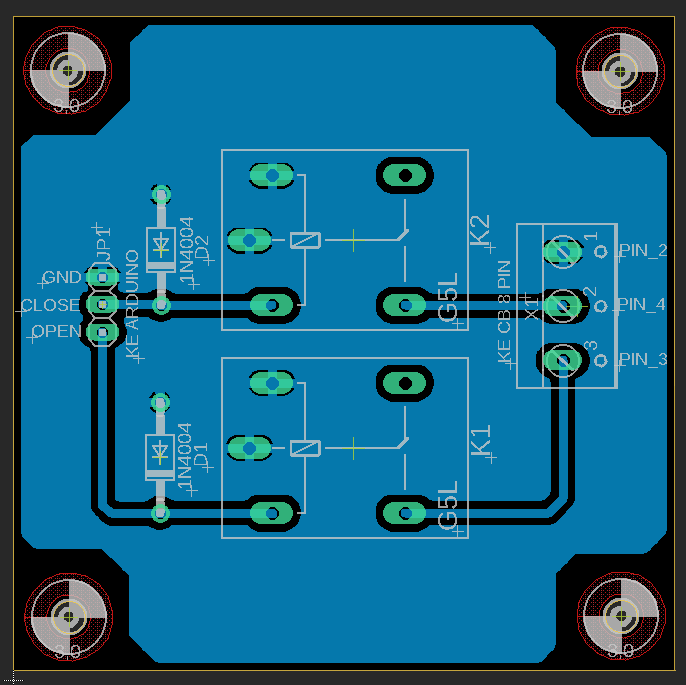 3,0
3,0
K2
1N4004
D2
JP1
GND
CLOSE
OPEN
KE ARDUINO
G5L
KE CB 8 PIN
X1
1
2
3
PIN_2
PIN_4
PIN_3
1N4004
D1
K1
G5L
3,0
3,0